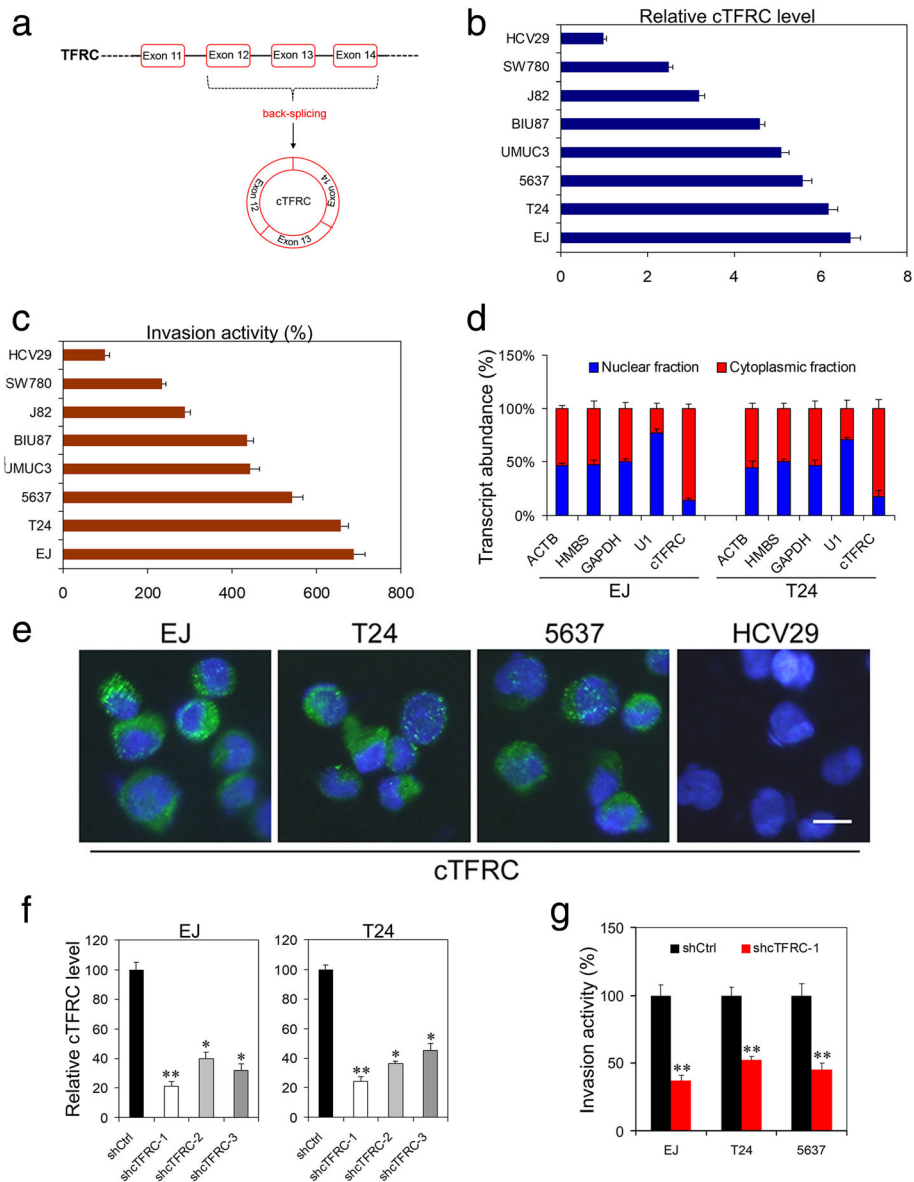 a
TFRC
Exon 11
Exon 12
Exon 13
Exon 14
back-splicing
Exon 12
cTFRC
Exon 14
Exon 13
b
Relative cTFRC level
HCV29
SW780
J82
BIU87
UMUC3
5637
T24
EJ
0 2 4 6 8
c
Invasion activity (%)
HCV29
SW780
J82
BIU87
UMUC3
5637
T24
EJ
0 200 400 600 800
d
Transcript abundance (%)
150%
100%
50%
0%
Nuclear fraction Cytoplasmic fraction
ACTB HMBS GAPDH U1 cTFRC ACTB HMBS GAPDH U1 cTFRC
EJ T24
e
EJ T24 5637 HCV29
cTFRC
f
Relative cTFRC level
EJ
120
100
80
60
40
20
0
** * *
shCtrl shcTFRC-1 shcTFRC-2 shcTFRC-3
T24
120
100
80
60
40
20
0
** * *
shCtrl shcTFRC-1 shcTFRC-2 shcTFRC-3
g
Invasion activity (%)
150
100
50
0
shCtrl shcTFRC-1
** ** **
EJ T24 5637